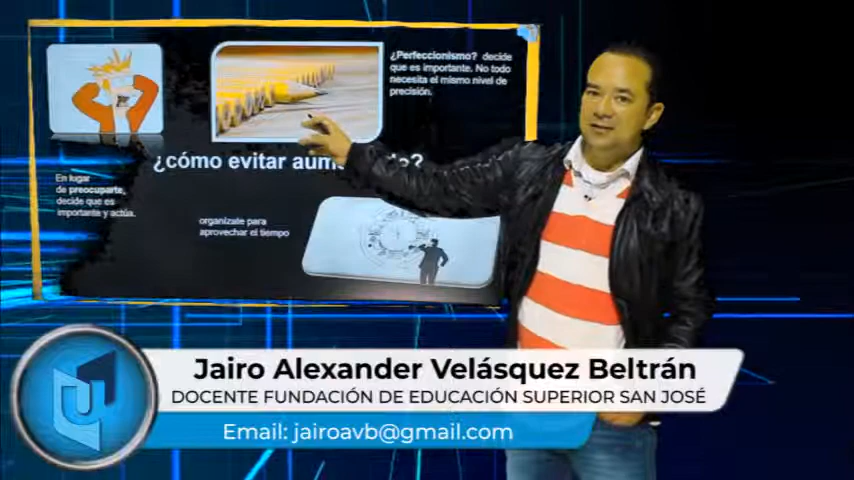 ¿Perfeccionismo? decide
que es importante. No todo
necesita el mismo nivel de
precisión.
¿cómo evitar
En lugar
de preocuparte,
decide que es
importante y actúa.
organízate para
aprovechar el tiempo
Jairo Alexander Velásquez Beltrán
DOCENTE FUNDACIÓN DE EDUCACIÓN SUPERIOR SAN JOSÉ
Email: jairoavb@gmail.com
U